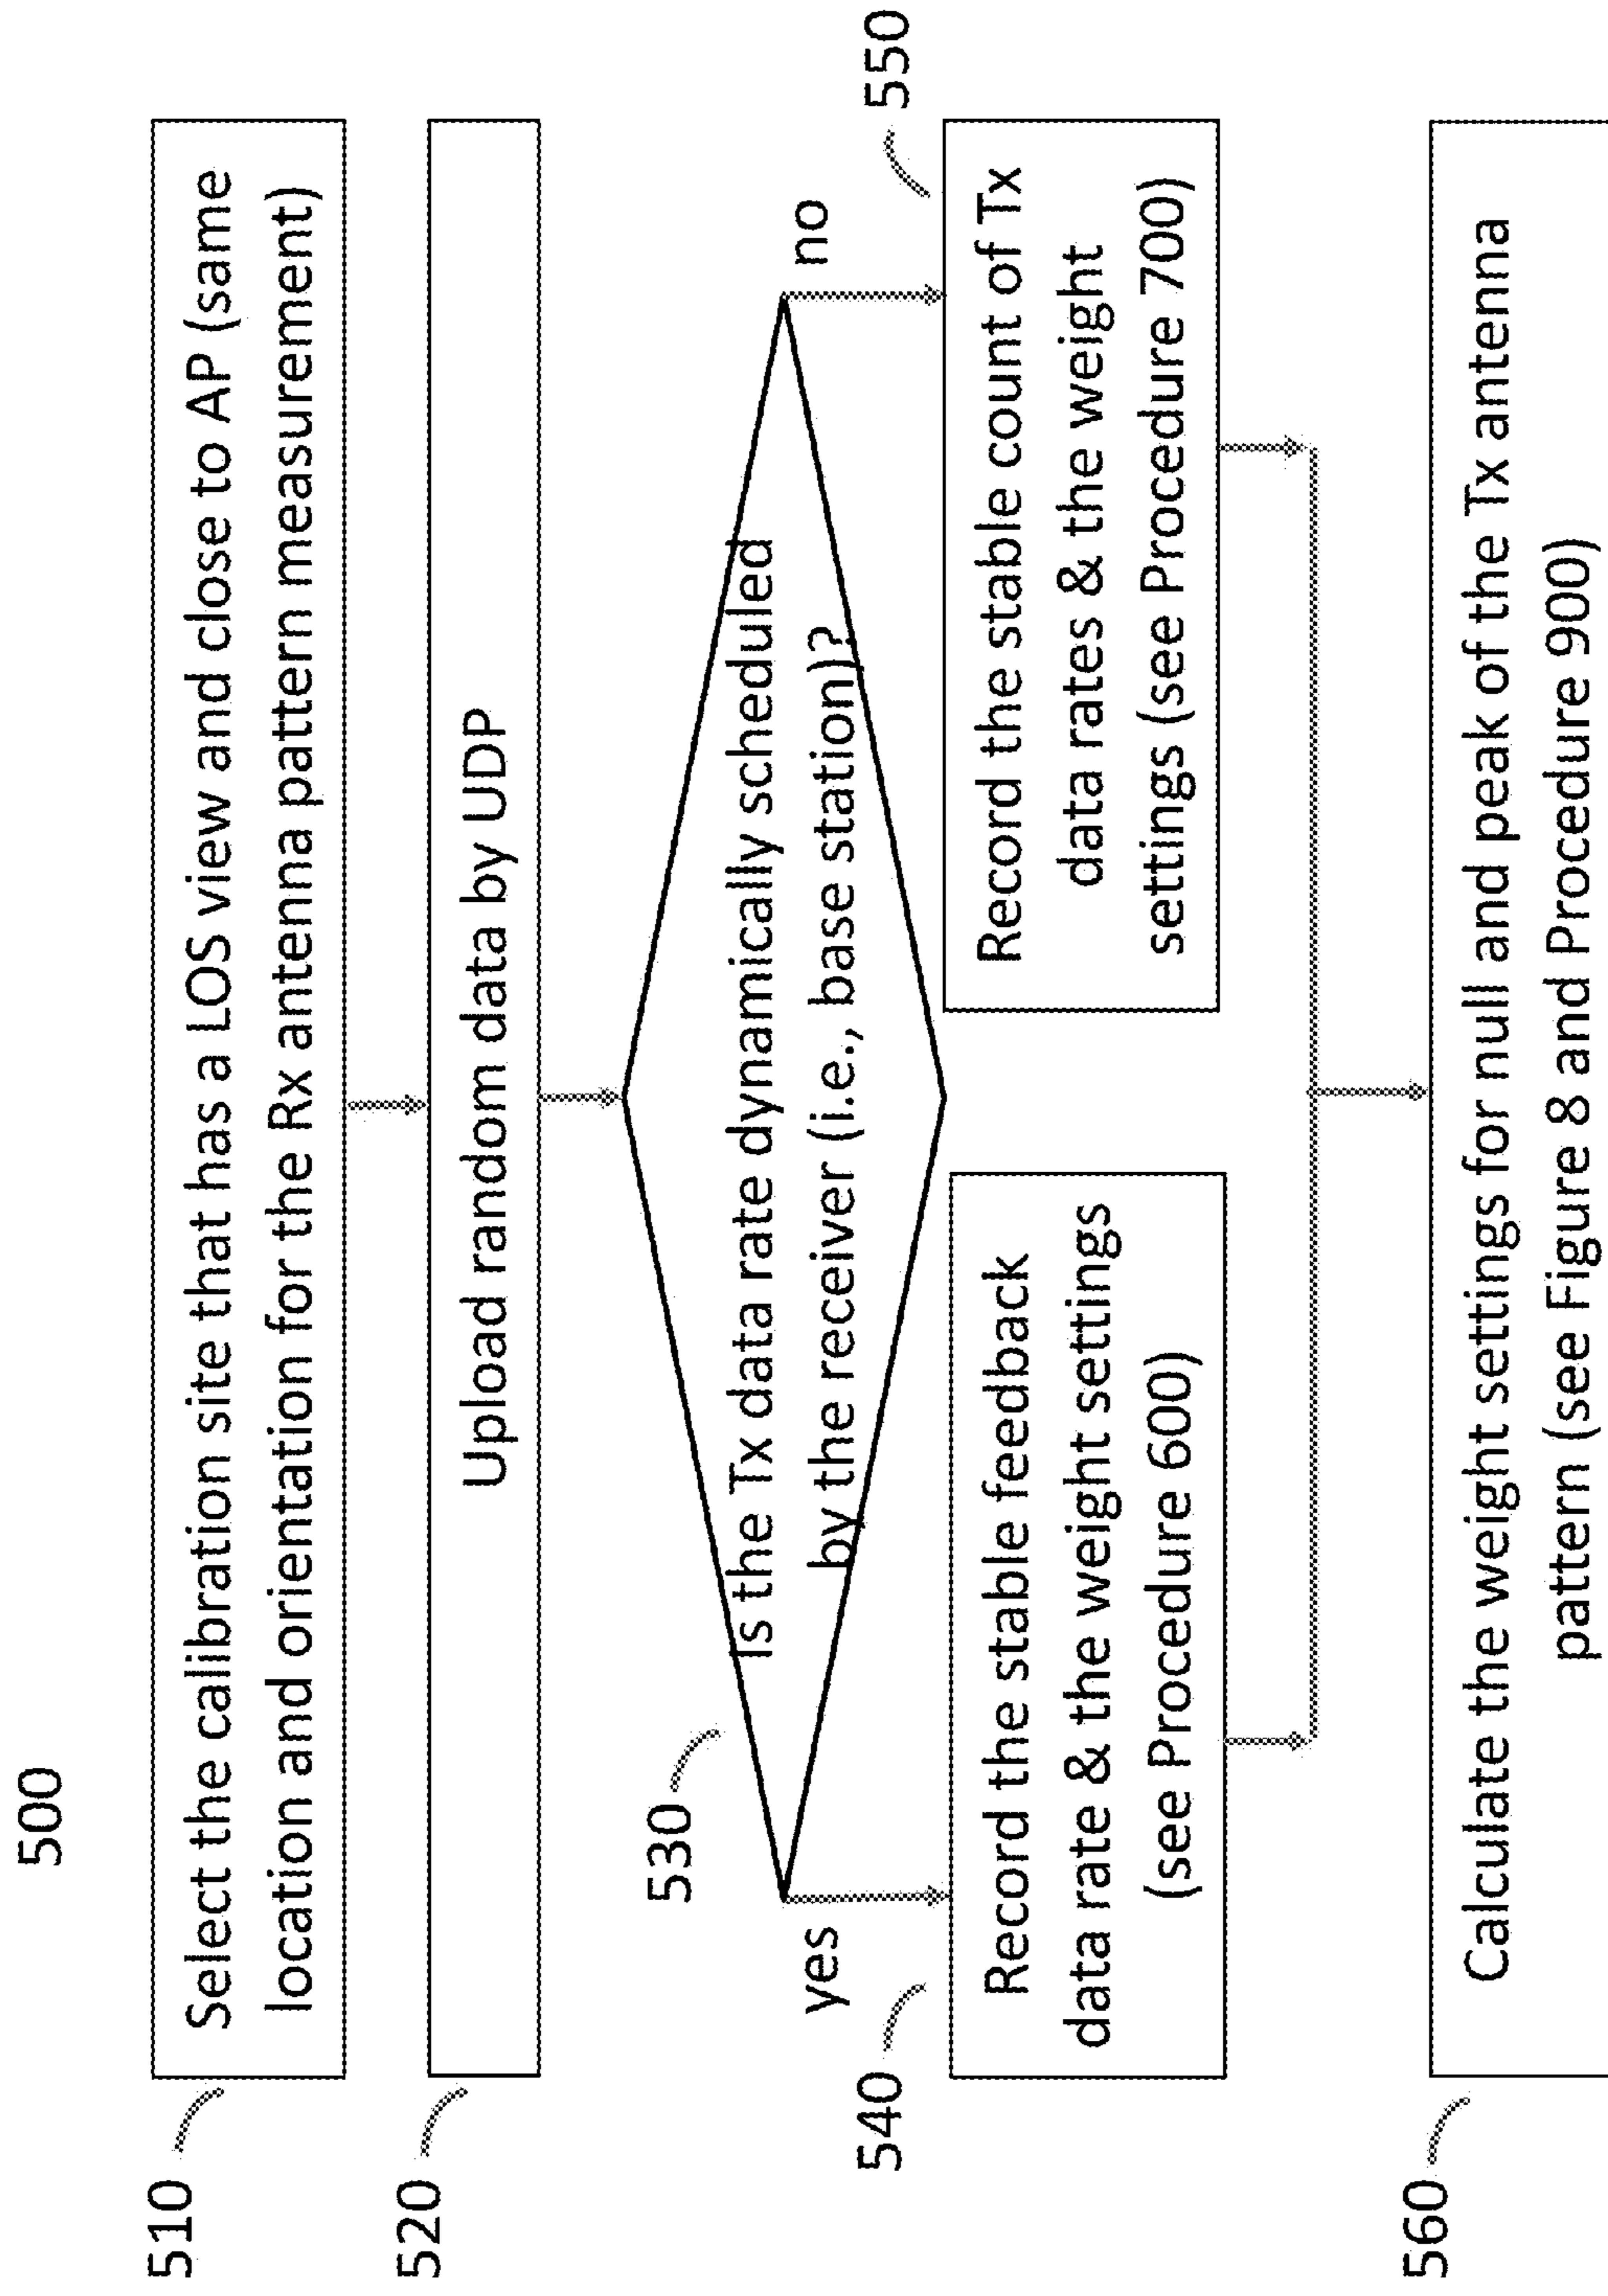 500
510
Select the calibration site that has a LOS view and close to AP (same
location and orientation for the Rx antenna pattern measurement)
520
Upload random data by UDP
530
Is the Tx data rate dynamically scheduled
by the receiver (i.e., base station)?
yes
no
540
Record the stable feedback
data rate & the weight settings
(see Procedure 600)
550
Record the stable count of Tx
data rates & the weight
settings (see Procedure 700)
560
Calculate the weight settings for null and peak of the Tx antenna
pattern (see Figure 8 and Procedure 900)